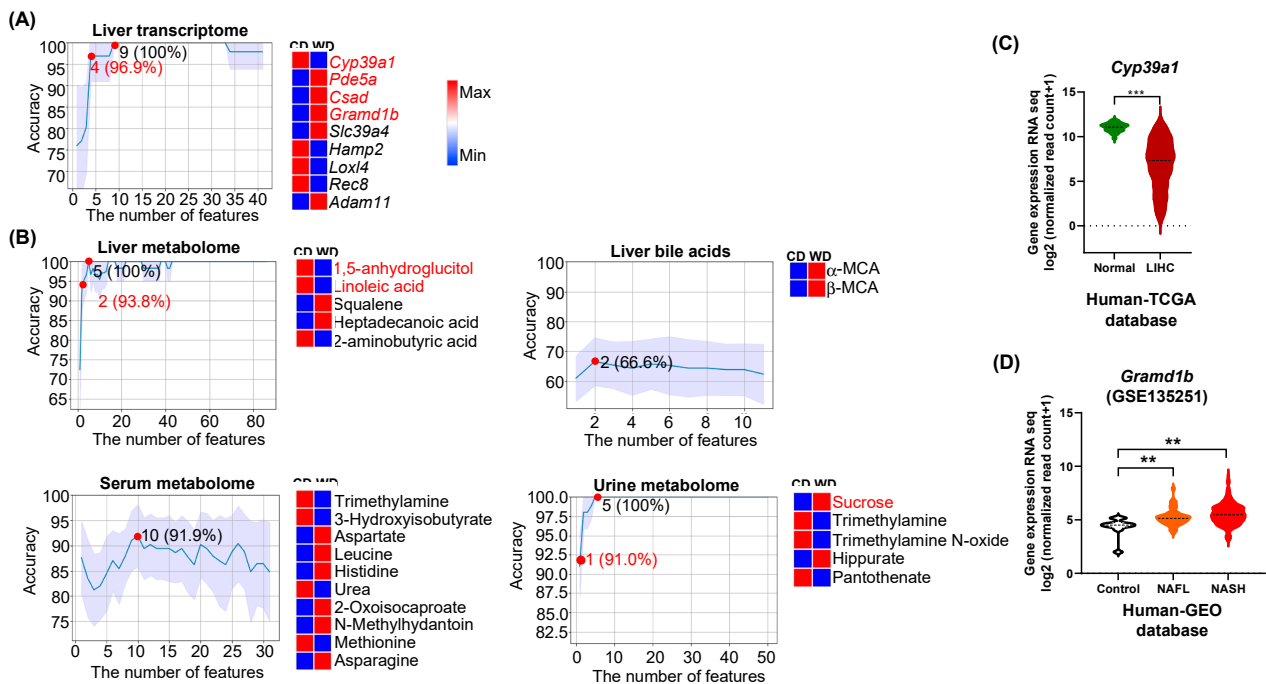 (A)
Liver transcriptome
100
95
90
85
80
75
70
Accuracy
9 (100%)
4 (96.9%)
0 5 10 15 20 25 30 35 40
The number of features
CD WD
Cyp39a1
Pde5a
Csad
Gramd1b
Slc39a4
Hamp2
Loxl4
Rec8
Adam11
Max
Min
(B)
Liver metabolome
100
95
90
85
80
75
70
65
Accuracy
5 (100%)
2 (93.8%)
0 20 40 60 80
The number of features
CD WD
1,5-anhydroglucitol
Linoleic acid
Squalene
Heptadecanoic acid
2-aminobutyric acid
Liver bile acids
100
90
80
70
60
Accuracy
2 (66.6%)
2 4 6 8 10
The number of features
CD WD
α-MCA
β-MCA
Serum metabolome
100
95
90
85
80
75
Accuracy
10 (91.9%)
0 5 10 15 20 25 30
The number of features
CD WD
Trimethylamine
3-Hydroxyisobutyrate
Aspartate
Leucine
Histidine
Urea
2-Oxoisocaproate
N-Methylhydantoin
Methionine
Asparagine
Urine metabolome
100.0
97.5
95.0
92.5
90.0
87.5
85.0
82.5
Accuracy
5 (100%)
1 (91.0%)
0 10 20 30 40 50
The number of features
CD WD
Sucrose
Trimethylamine
Trimethylamine N-oxide
Hippurate
Pantothenate
(C)
Cyp39a1
15
10
5
0
Gene expression RNA seq
log2 (normalized read count+1)
***
Normal LIHC
Human-TCGA
database
(D)
Gramd1b
(GSE135251)
15
10
5
0
Gene expression RNA seq
log2 (normalized read count+1)
**
**
Control NAFL NASH
Human-GEO
database